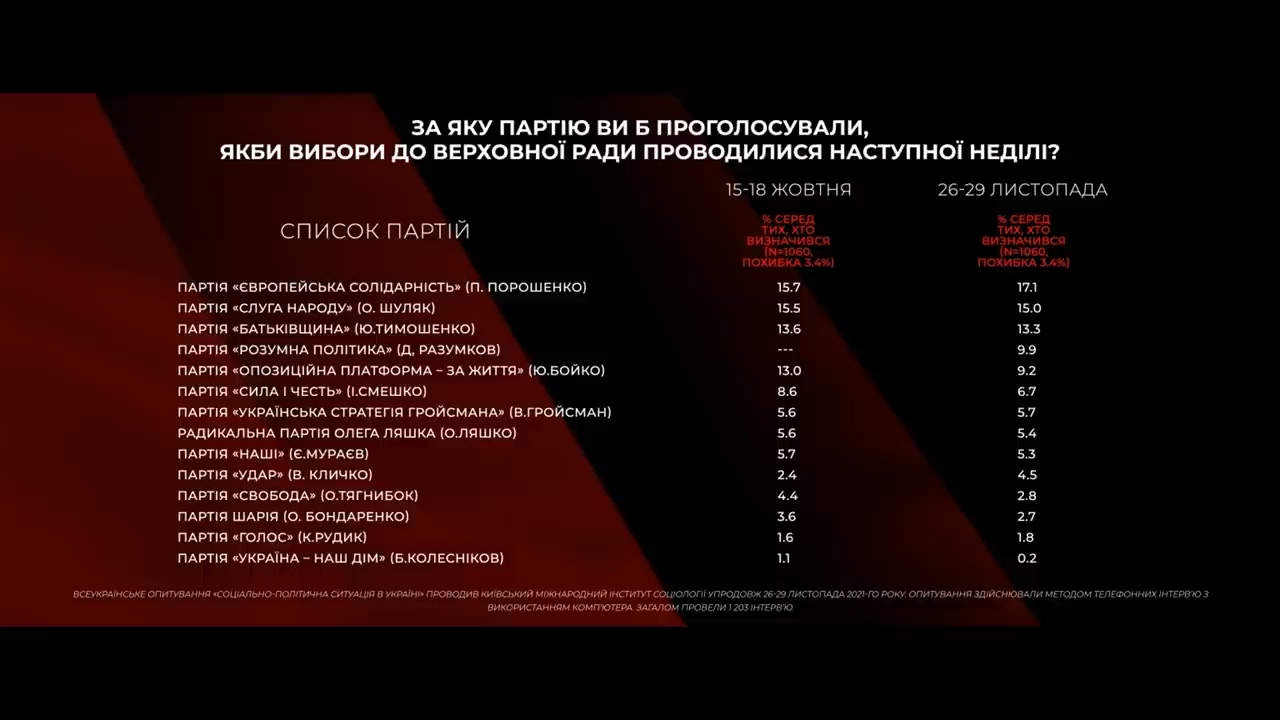 ЗА ЯКУ ПАРТІЮ ВИ Б ПРОГОЛОСУВАЛИ,
ЯКБИ ВИБОРИ ДО ВЕРХОВНОЇ РАДИ ПРОВОДИЛИСЯ НАСТУПНОЇ НЕДІЛІ?
15-18 ЖОВТНЯ 26-29 ЛИСТОПАДА
СПИСОК ПАРТІЙ
% СЕРЕД
ТИХ, ХТО
ВИЗНАЧИВСЯ
(N=1060,
ПОХИБКА 3.4%)
% СЕРЕД
ТИХ, ХТО
ВИЗНАЧИВСЯ
(N=1060,
ПОХИБКА 3.4%)
ПАРТІЯ «ЄВРОПЕЙСЬКА СОЛІДАРНІСТЬ» (П. ПОРОШЕНКО) 15.7 17.1
ПАРТІЯ «СЛУГА НАРОДУ» (О. ШУЛЯК) 15.5 15.0
ПАРТІЯ «БАТЬКІВЩИНА» (Ю.ТИМОШЕНКО) 13.6 13.3
ПАРТІЯ «РОЗУМНА ПОЛІТИКА» (Д, РАЗУМКОВ) --- 9.9
ПАРТІЯ «ОПОЗИЦІЙНА ПЛАТФОРМА – ЗА ЖИТТЯ» (Ю.БОЙКО) 13.0 9.2
ПАРТІЯ «СИЛА І ЧЕСТЬ» (І.СМЕШКО) 8.6 6.7
ПАРТІЯ «УКРАЇНСЬКА СТРАТЕГІЯ ГРОЙСМАНА» (В.ГРОЙСМАН) 5.6 5.7
РАДИКАЛЬНА ПАРТІЯ ОЛЕГА ЛЯШКА (О.ЛЯШКО) 5.6 5.4
ПАРТІЯ «НАШІ» (Є.МУРАЄВ) 5.7 5.3
ПАРТІЯ «УДАР» (В. КЛИЧКО) 2.4 4.5
ПАРТІЯ «СВОБОДА» (О.ТЯГНИБОК) 4.4 2.8
ПАРТІЯ ШАРІЯ (О. БОНДАРЕНКО) 3.6 2.7
ПАРТІЯ «ГОЛОС» (К.РУДИК) 1.6 1.8
ПАРТІЯ «УКРАЇНА – НАШ ДІМ» (Б.КОЛЕСНІКОВ) 1.1 0.2
ВСЕУКРАЇНСЬКЕ ОПИТУВАННЯ «СОЦІАЛЬНО-ПОЛІТИЧНА СИТУАЦІЯ В УКРАЇНІ» ПРОВОДИВ КИЇВСЬКИЙ МІЖНАРОДНИЙ ІНСТИТУТ СОЦІОЛОГІЇ УПРОДОВЖ 26-29 ЛИСТОПАДА 2021-ГО РОКУ. ОПИТУВАННЯ ЗДІЙСНЮВАЛИ МЕТОДОМ ТЕЛЕФОННИХ ІНТЕРВ'Ю З
ВИКОРИСТАННЯМ КОМП'ЮТЕРА. ЗАГАЛОМ ПРОВЕЛИ 1 203 ІНТЕРВ'Ю.